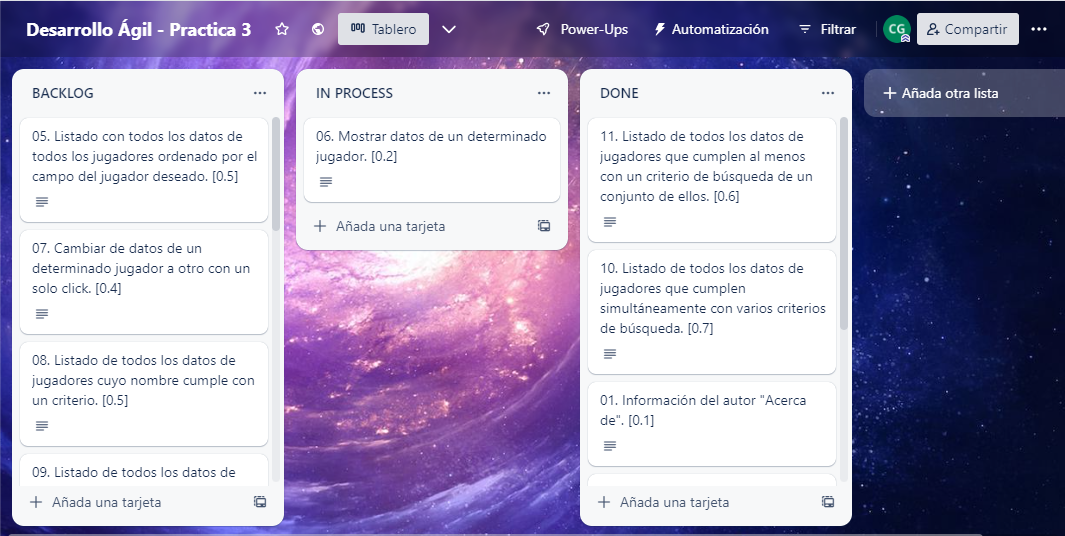 Desarrollo Ágil - Practica 3
Tablero
Power-Ups
Automatización
Filtrar
CG
Compartir
BACKLOG
05. Listado con todos los datos de
todos los jugadores ordenado por el
campo del jugador deseado. [0.5]
07. Cambiar de datos de un
determinado jugador a otro con un
solo click. [0.4]
08. Listado de todos los datos de
jugadores cuyo nombre cumple con
un criterio. [0.5]
09. Listado de todos los datos de
Añada una tarjeta
IN PROCESS
06. Mostrar datos de un determinado
jugador. [0.2]
Añada una tarjeta
DONE
11. Listado de todos los datos de
jugadores que cumplen al menos
con un criterio de búsqueda de un
conjunto de ellos. [0.6]
10. Listado de todos los datos de
jugadores que cumplen
simultáneamente con varios criterios
de búsqueda. [0.7]
01. Información del autor "Acerca
de". [0.1]
Añada una tarjeta
Añada otra lista